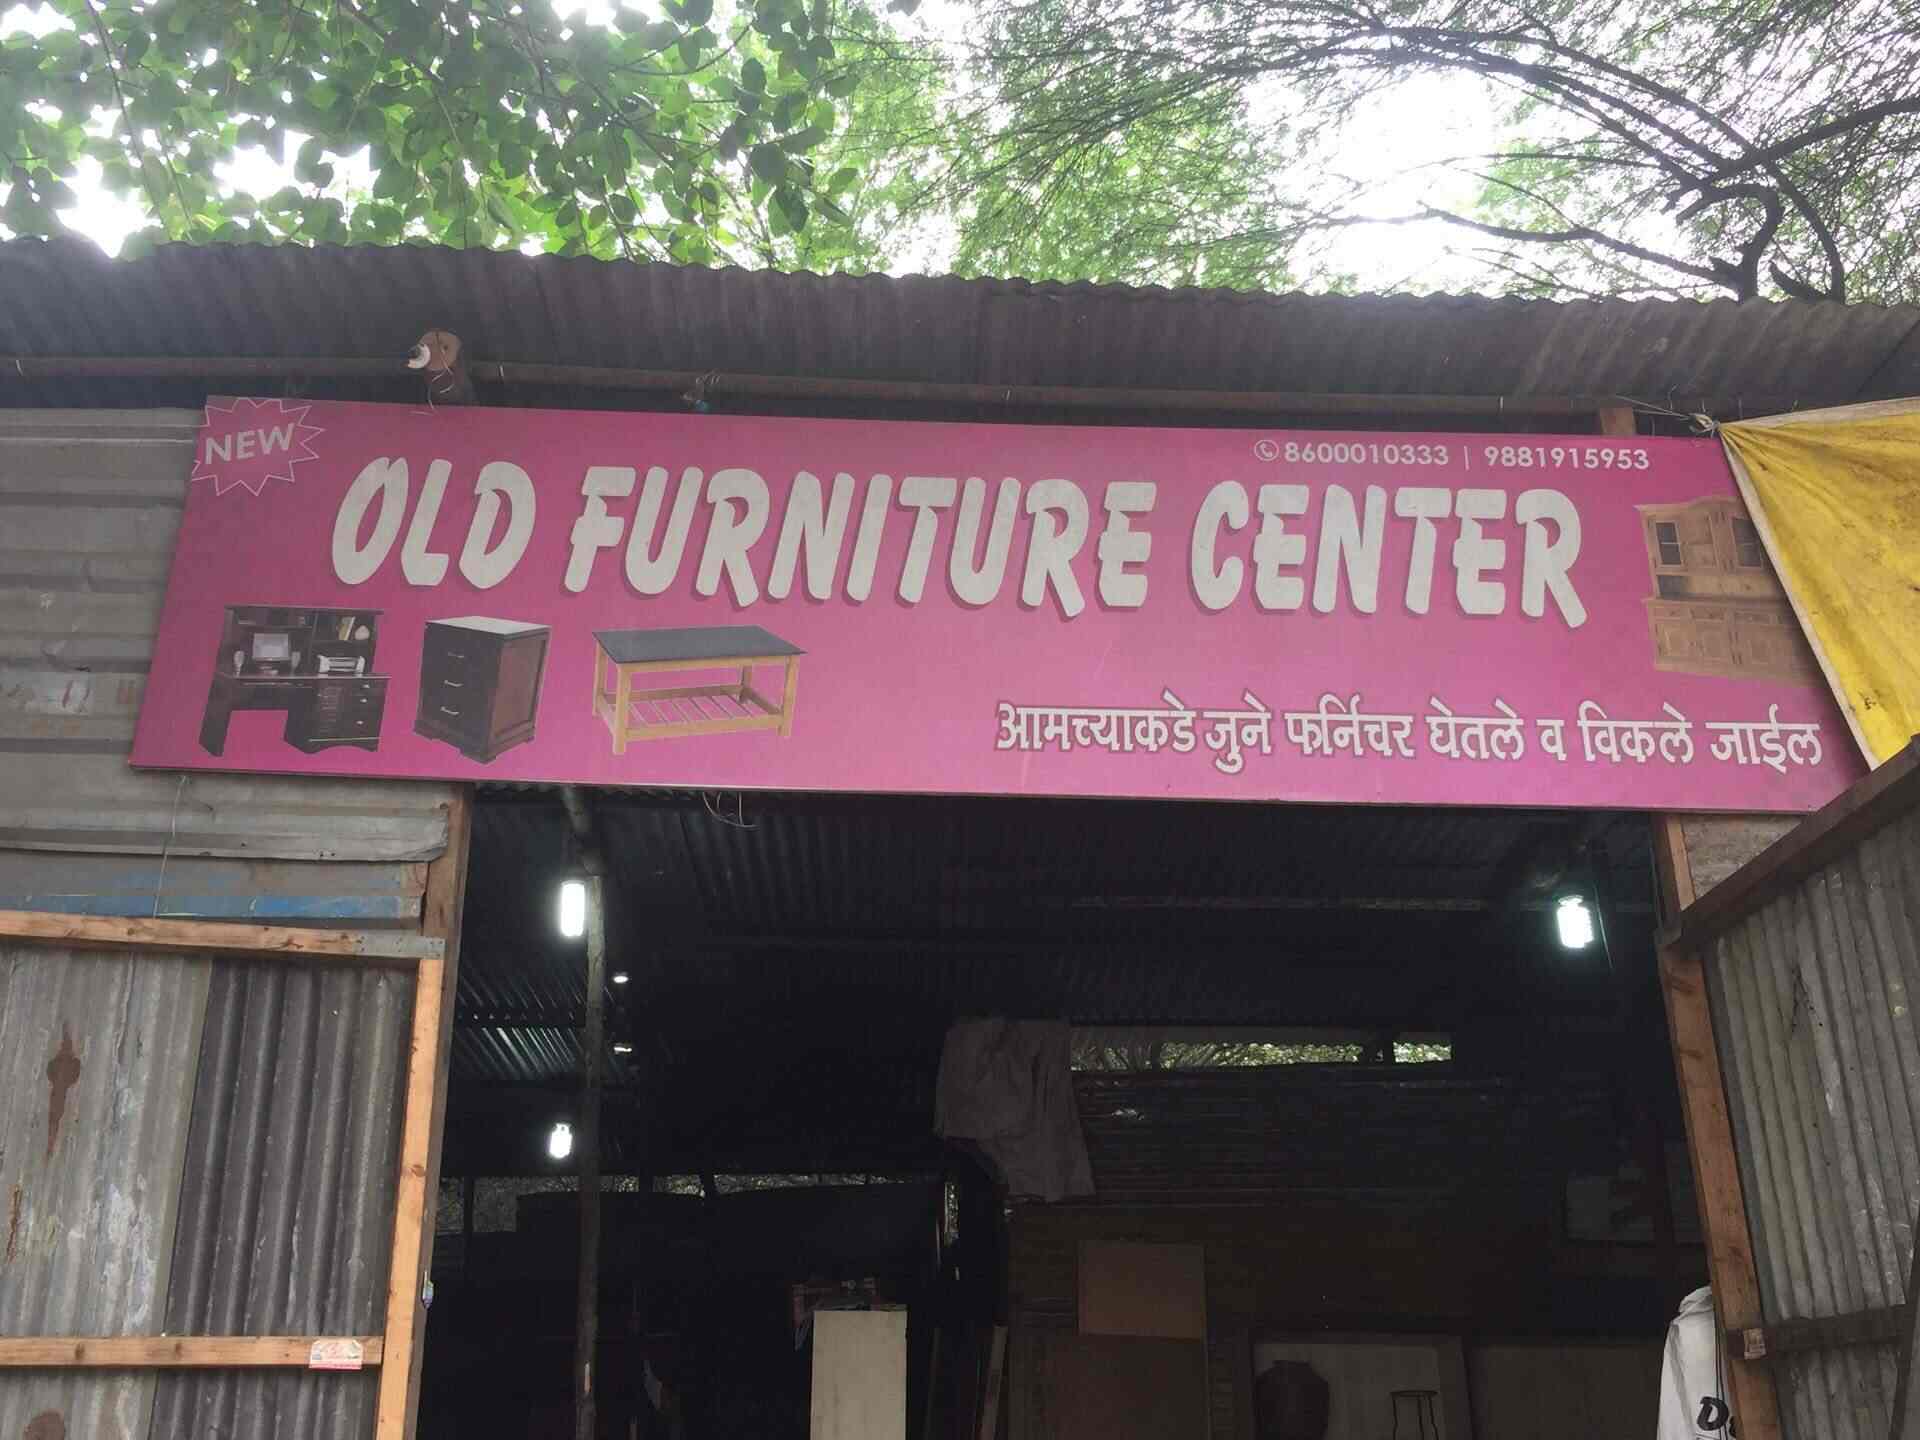 NEW
8600010333 | 9881915953
OLD FURNITURE CENTER
आमच्याकडे जुने फर्निचर घेतले व विकले जाईल